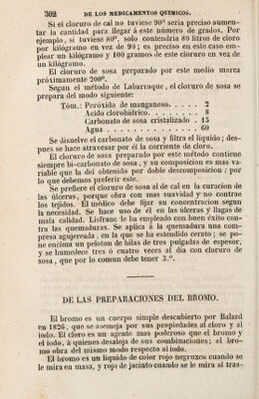 302 DE LOS MEDICAMENTOS QUIMICOS.
Si el cloruro de cal no tuviese 90° seria preciso aumen-
tar la cantidad para llegar á este número de grados. Por
ejemplo, si tuviese 80°, solo contendria 80 litros de cloro
por kilógramo en vez de 90; es preciso en este caso em-
plear un kilógramo y 100 gramos de este cloruro en vez de
un kilógramo.
El cloruro de sosa preparado por este medio marca
próximamente 200°.
Segun el método de Labarraque, el cloruro de sosa se
prepara del modo siguiente:
Tóm.: Peróxido de manganeso. . . . . 2
Acido clorohídrico. . . . . . . 8
Carbonato de sosa cristalizado . . 15
Agua . . . . . . . . . . 60
Se disuelve el carbonato de sosa y filtra el líquido; des-
pues se hace atravesar por él la corriente de cloro.
El cloruro de sosa preparado por este método contiene
siempre bi-carbonato de sosa, y su composicion es mas va-
riable que la del obtenido por doble descomposicion; por
lo que debemos preferir este.
Se prefiere el cloruro de sosa al de cal en la curacion de
las úlceras, porque obra con mas suavidad y no contrae
los tejidos. El médico debe fijar su concentracion segun
la necesidad. Se hace uso de él en las úlceras y llagas de
mala calidad. Lisfranc le ha empleado con buen éxito con-
tra las quemaduras. Se aplica á la quemadura una com-
presa agujereada, en la que se ha estendido cerato; se po-
ne encima un peloton de hilas de tres pulgadas de espesor,
y se humedece tres ó cuatro veces al dia con cloruro de
sosa, que por lo comun debe tener 3.°.
DE LAS PREPARACIONES DEL BROMO.
El bromo es un cuerpo simple descubierto por Balard
en 1826, que se asemeja por sus propiedades al cloro y al
iodo. El cloro es un agente mas poderoso que el bromo y
el iodo, á quienes desaloja de sus combinaciones; el bro-
mo obra del mismo modo respecto al iodo.
El bromo es un líquido de color rojo negruzco cuando se
le mira en masa, y rojo de jacinto cuando se le mira al tras-